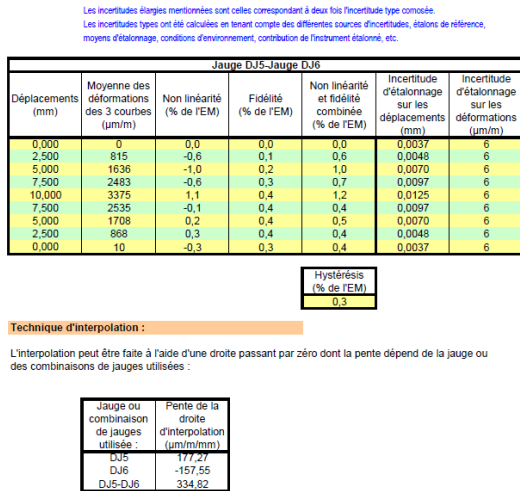 Les incertitudes élargies mentionnées sont celles correspondant à deux fois l'incertitude type comosée.
Les incertitudes types ont été calculées en tenant compte des différentes sources d'incertitudes, étalons de référence,
moyens d'étalonnage, conditions d'environnement, contribution de l'instrument étalonné, etc.
Jauge DJ5-Jauge DJ6
Déplacements (mm) Moyenne des déformations des 3 courbes (µm/m) Non linéarité (% de l'EM) Fidélité (% de l'EM) Non linéarité et fidélité combinée (% de l'EM) Incertitude d'étalonnage sur les déplacements (mm) Incertitude d'étalonnage sur les déformations (µm/m)
0,000 0 0,0 0,0 0,0 0,0037 6
2,500 815 -0,6 0,1 0,6 0,0048 6
5,000 1636 -1,0 0,2 1,0 0,0070 6
7,500 2483 -0,6 0,3 0,7 0,0097 6
10,000 3375 1,1 0,4 1,2 0,0125 6
7,500 2535 -0,1 0,4 0,4 0,0097 6
5,000 1708 0,2 0,4 0,5 0,0070 6
2,500 868 0,3 0,4 0,4 0,0048 6
0,000 10 -0,3 0,3 0,4 0,0037 6
Hystérésis
(% de l'EM)
0,3
Technique d'interpolation :
L'interpolation peut être faite à l'aide d'une droite passant par zéro dont la pente dépend de la jauge ou
des combinaisons de jauges utilisées :
Jauge ou combinaison de jauges utilisée : Pente de la droite d'interpolation (µm/m/mm)
DJ5 177,27
DJ6 -157,55
DJ5-DJ6 334,82